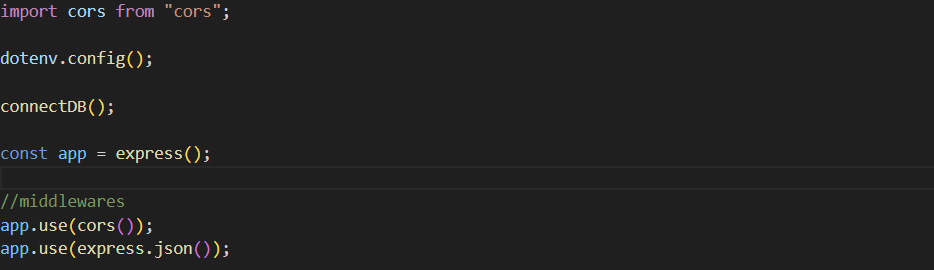 import cors from "cors";
dotenv.config();
connectDB();
const app = express();
//middlewares
app.use(cors());
app.use(express.json());